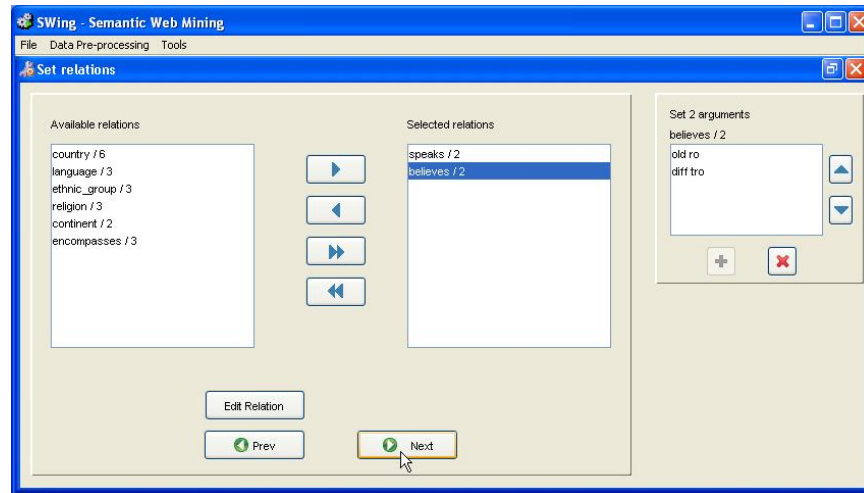 SWing - Semantic Web Mining
File Data Pre-processing Tools
Set relations
Available relations
country / 6
language / 3
ethnic_group / 3
religion / 3
continent / 2
encompasses / 3
Selected relations
speaks / 2
believes / 2
Set 2 arguments
believes / 2
old ro
diff tro
Edit Relation
Prev
Next